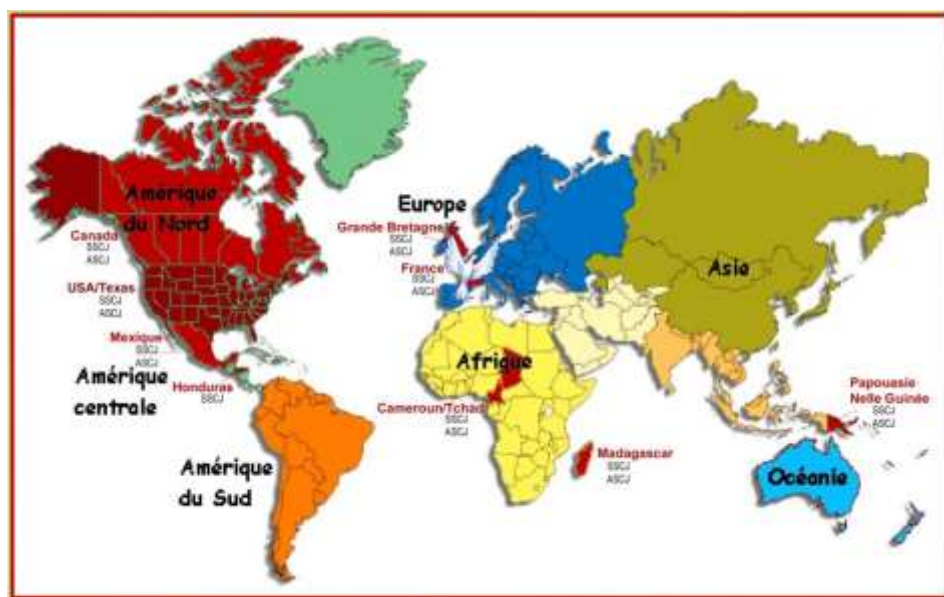 Amérique
du Nord
Canada
SSCJ
ASCJ
USA/Texas
SSCJ
ASCJ
Mexique
SSCJ
ASCJ
Amérique
centrale
Honduras
SSCJ
Amérique
du Sud
Europe
Grande Bretagne
SSCJ
ASCJ
France
SSCJ
ASCJ
Afrique
Cameroun/Tchad
SSCJ
ASCJ
Madagascar
SSCJ
ASCJ
Asie
Papouasie
Nelle Guinée
SSCJ
ASCJ
Océanie